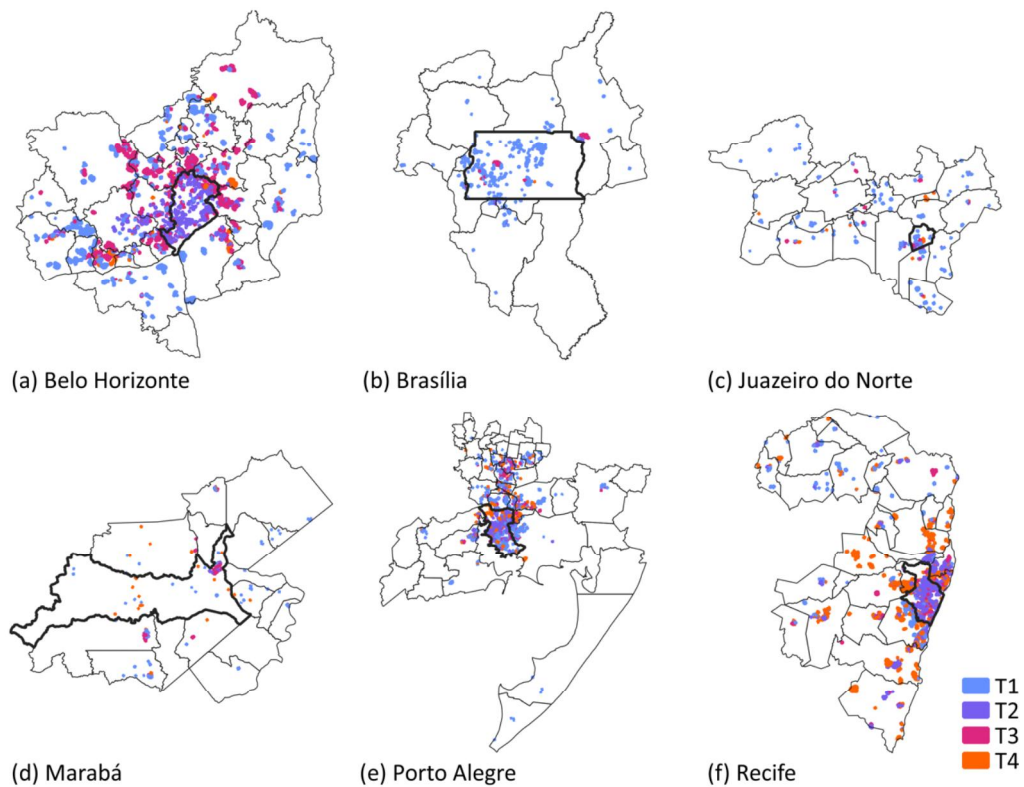 (a) Belo Horizonte
(b) Brasília
(c) Juazeiro do Norte
(d) Marabá
(e) Porto Alegre
(f) Recife
T1
T2
T3
T4